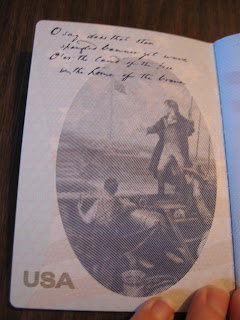 O say does that star
spangled banner yet wave
O'er the land of the free
and the home of the brave
USA